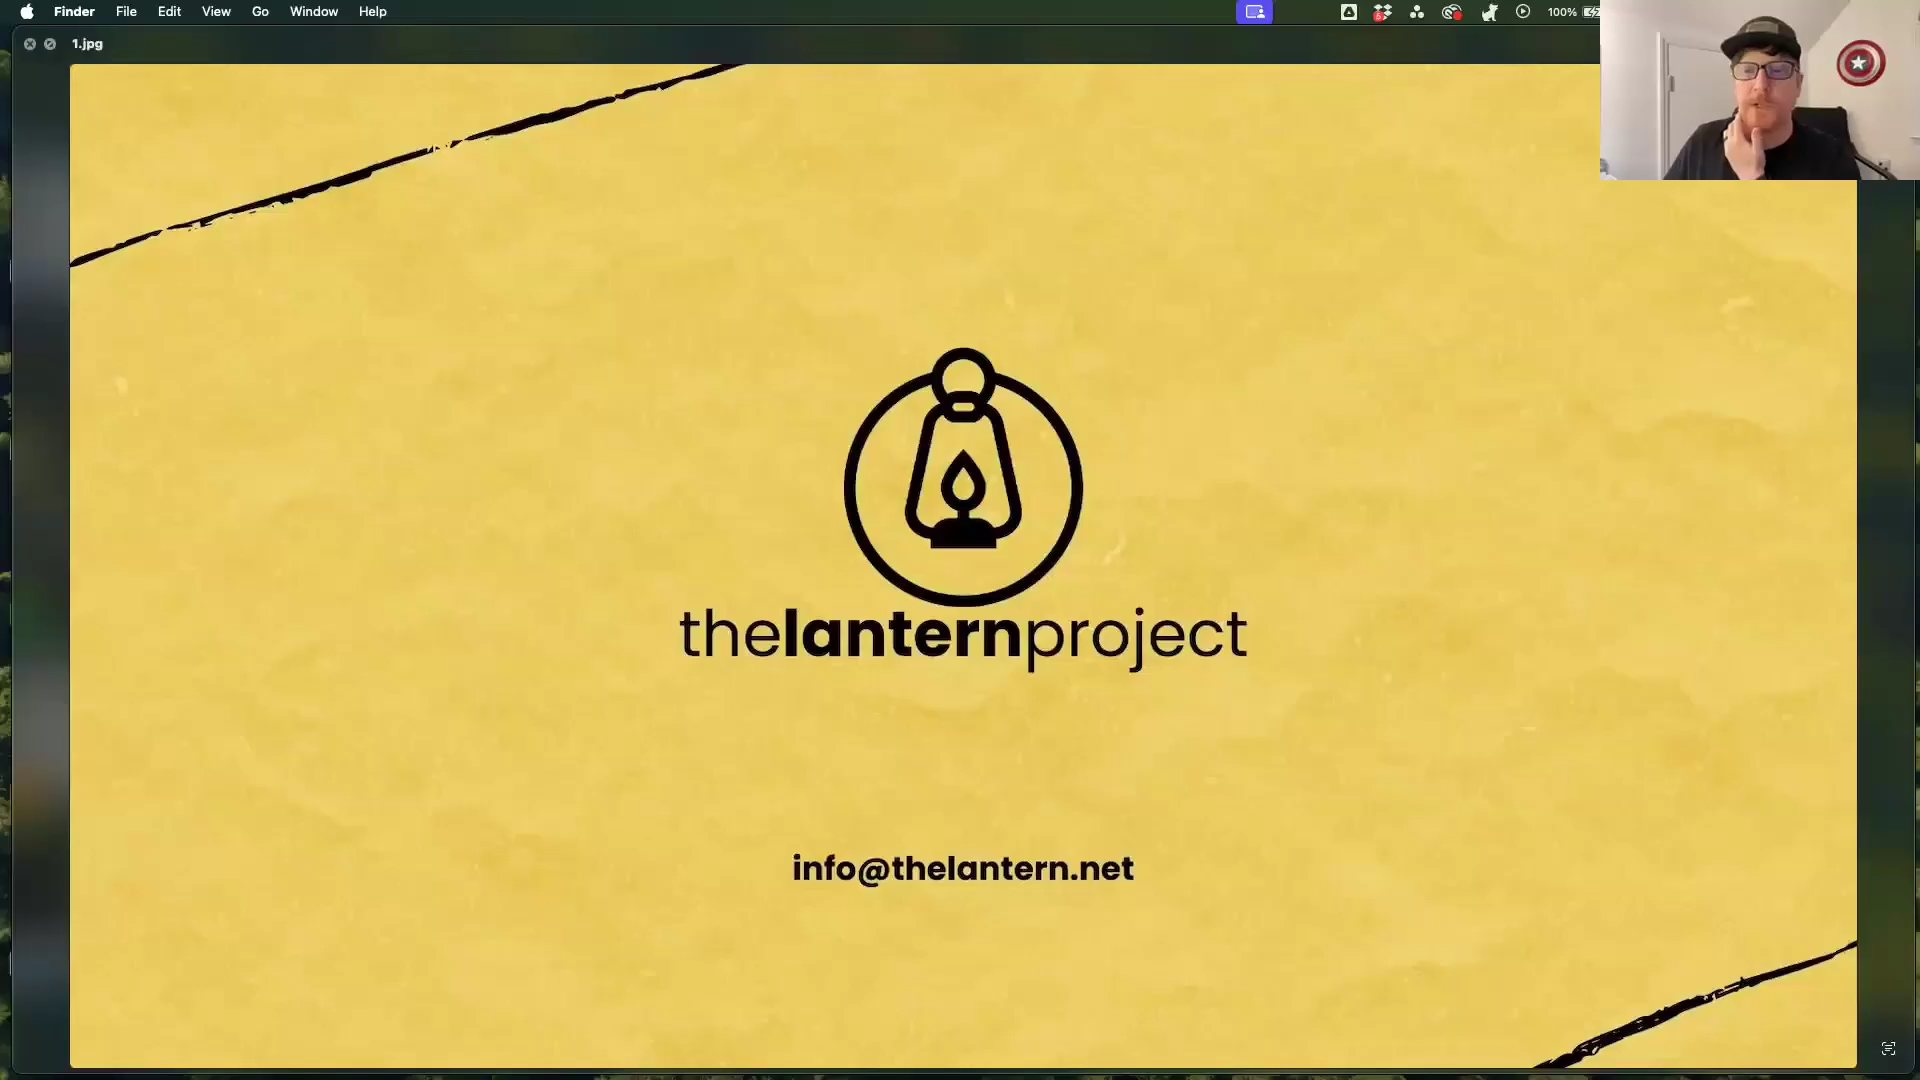 Finder File Edit View Go Window Help
100%
1.jpg
thelanternproject
info@thelantern.net